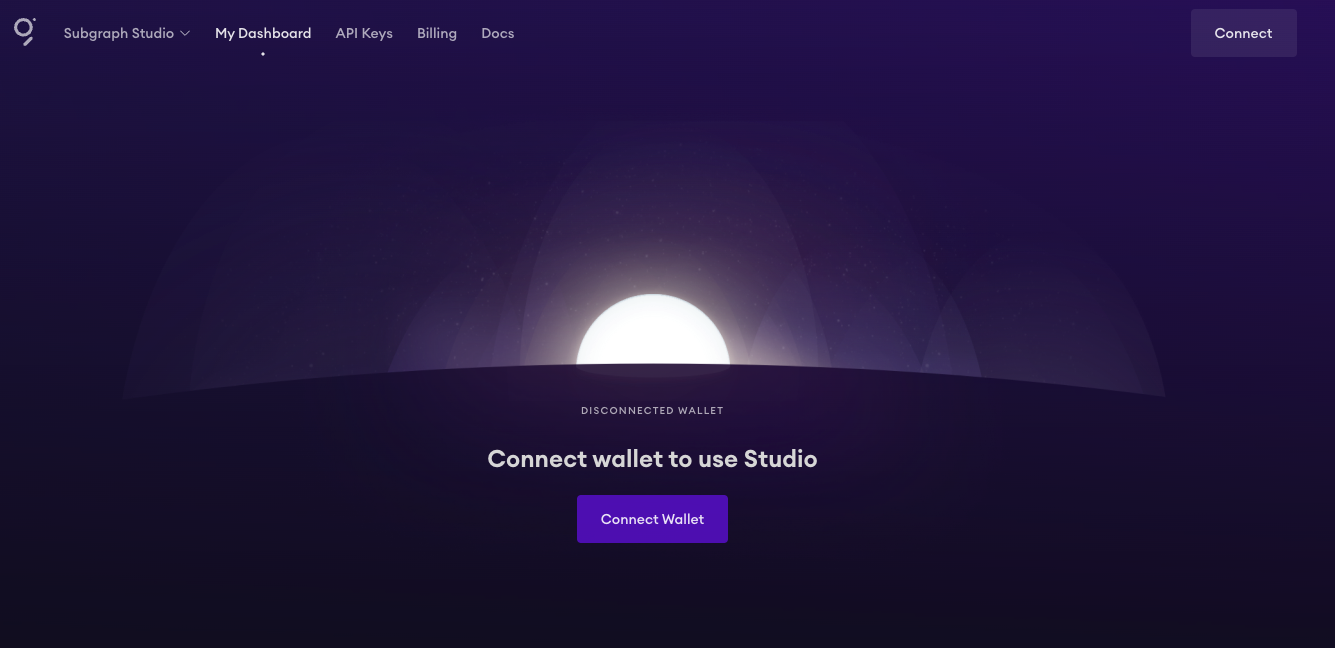 Subgraph Studio My Dashboard API Keys Billing Docs Connect
DISCONNECTED WALLET
Connect wallet to use Studio
Connect Wallet